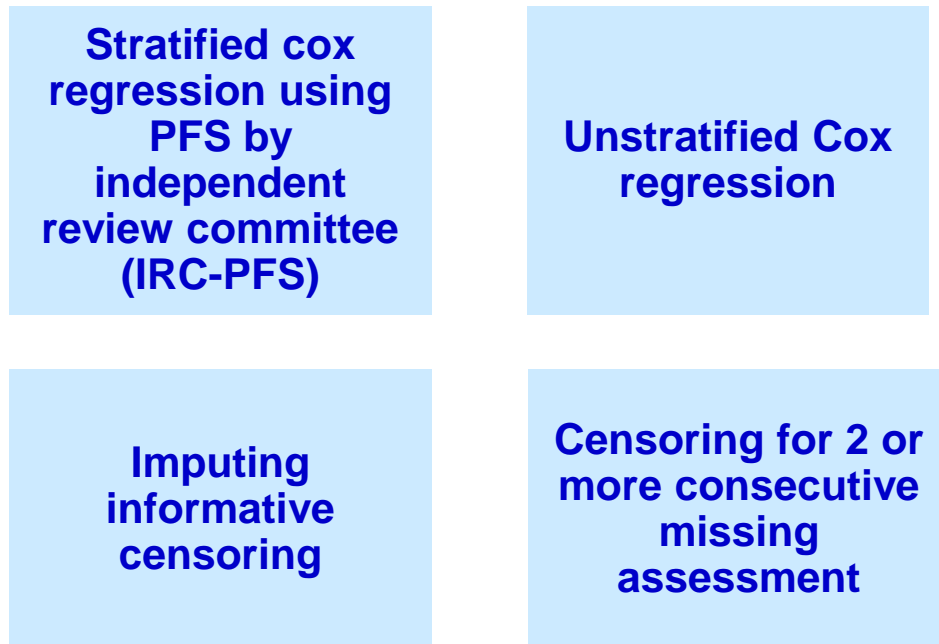 Stratified cox
regression using
PFS by
independent
review committee
(IRC-PFS)
Unstratified Cox
regression
Imputing
informative
censoring
Censoring for 2 or
more consecutive
missing
assessment